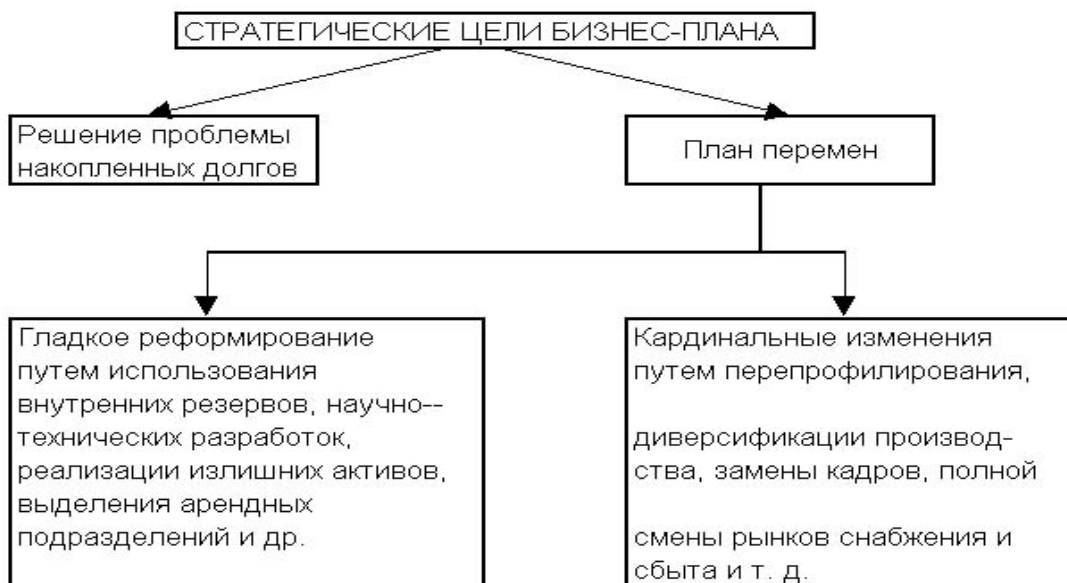 СТРАТЕГИЧЕСКИЕ ЦЕЛИ БИЗНЕС-ПЛАНА
Решение проблемы
накопленных долгов
План перемен
Гладкое реформирование
путем использования
внутренних резервов, научно--
технических разработок,
реализации излишних активов,
выделения арендных
подразделений и др.
Кардинальные изменения
путем перепрофилирования,
диверсификации производ-
ства, замены кадров, полной
смены рынков снабжения и
сбыта и т. д.